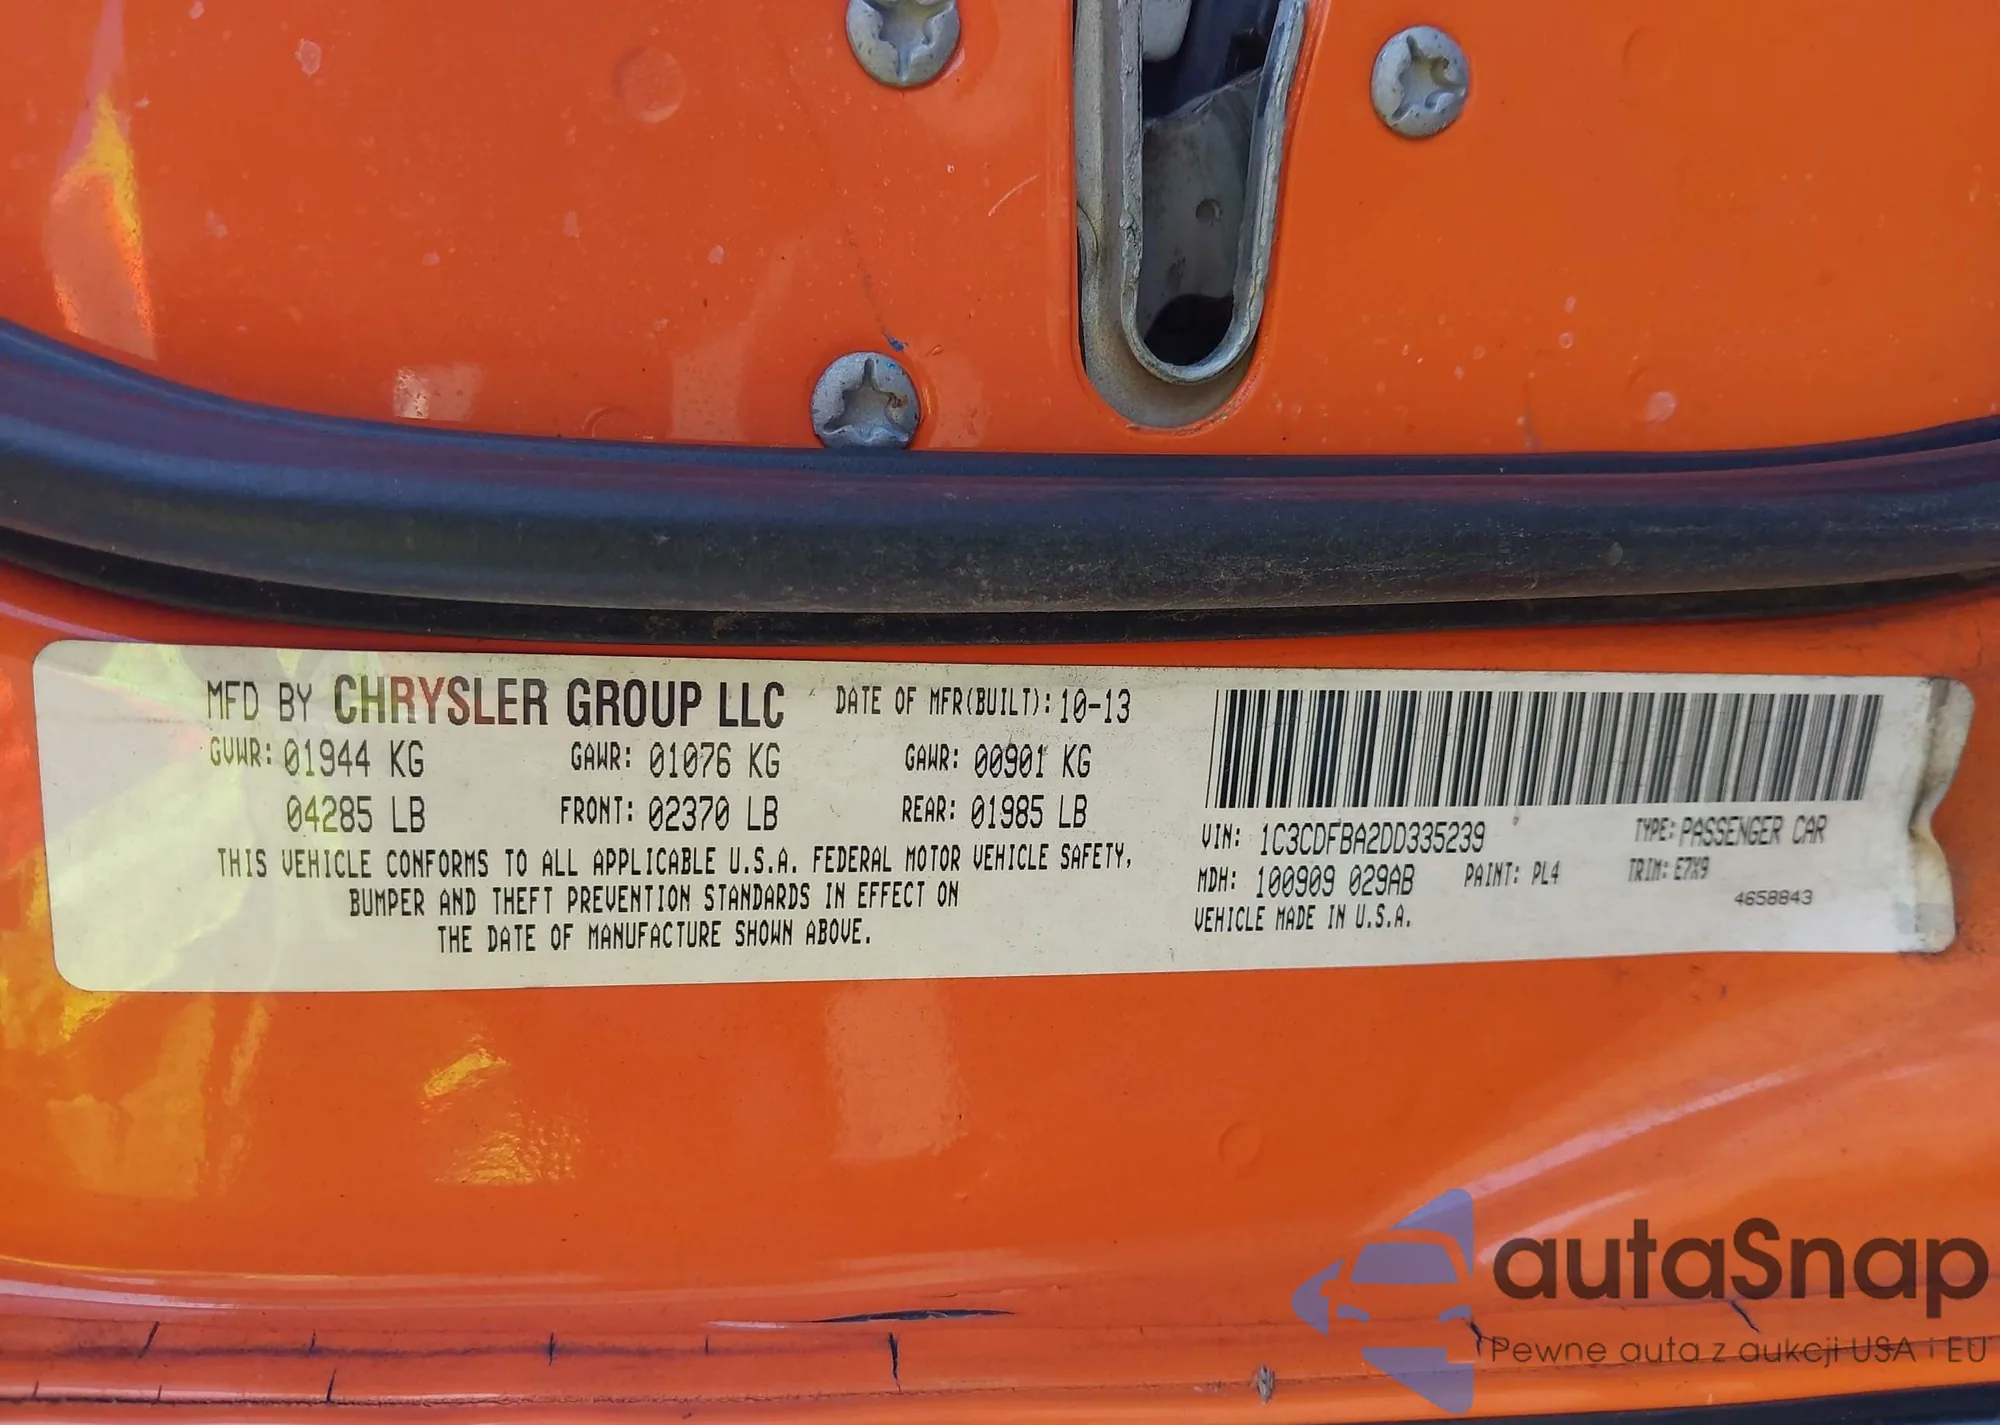 MFD BY CHRYSLER GROUP LLC DATE OF MFR(BUILT): 10-13
GVWR: 01944 KG GAWR: 01076 KG GAWR: 00901 KG
04285 LB FRONT: 02370 LB REAR: 01985 LB
THIS VEHICLE CONFORMS TO ALL APPLICABLE U.S.A. FEDERAL MOTOR VEHICLE SAFETY,
BUMPER AND THEFT PREVENTION STANDARDS IN EFFECT ON
THE DATE OF MANUFACTURE SHOWN ABOVE.
VIN: 1C3CDFBA2DD335239 TYPE: PASSENGER CAR
MDH: 100909 029AB PAINT: PL4 TRIM: E7X9
VEHICLE MADE IN U.S.A. 4658843
autaSnap
Pewne auta z aukcji USA i EU